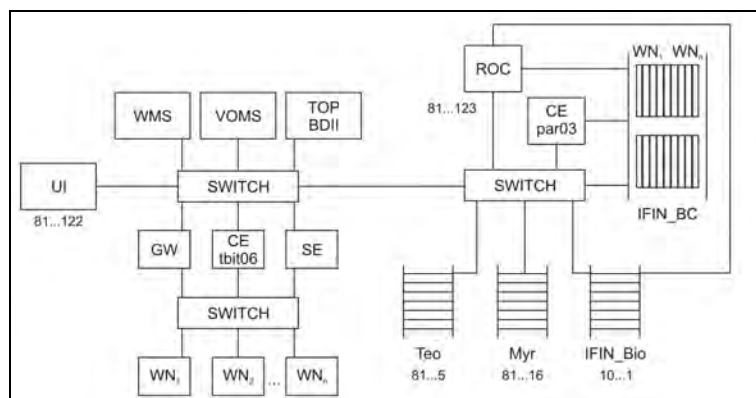 WN₁ WNₙ
ROC
81...123
WMS
VOMS
TOP
BDII
CE
par03
UI
81...122
SWITCH
SWITCH
IFIN_BC
GW
CE
tbit06
SE
SWITCH
Teo
81...5
Myr
81...16
IFIN_Bio
10...1
WN₁
WN₂
...
WNₙ